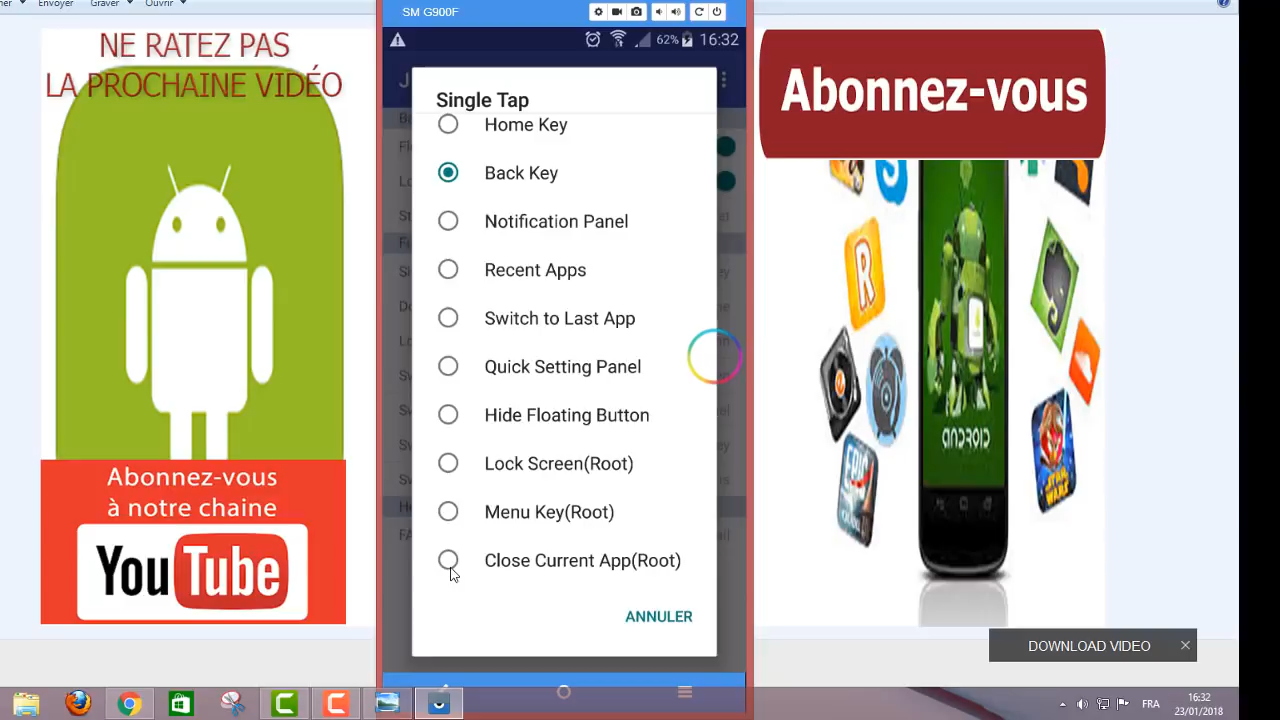 Envoyer Graver Ouvrir
NE RATEZ PAS
LA PROCHAINE VIDÉO
Abonnez-vous
à notre chaine
YouTube
SM G900F
62% 16:32
Single Tap
Home Key
Back Key
Notification Panel
Recent Apps
Switch to Last App
Quick Setting Panel
Hide Floating Button
Lock Screen(Root)
Menu Key(Root)
Close Current App(Root)
ANNULER
Abonnez-vous
ANDROID
DOWNLOAD VIDEO
FRA
16:32
23/01/2018